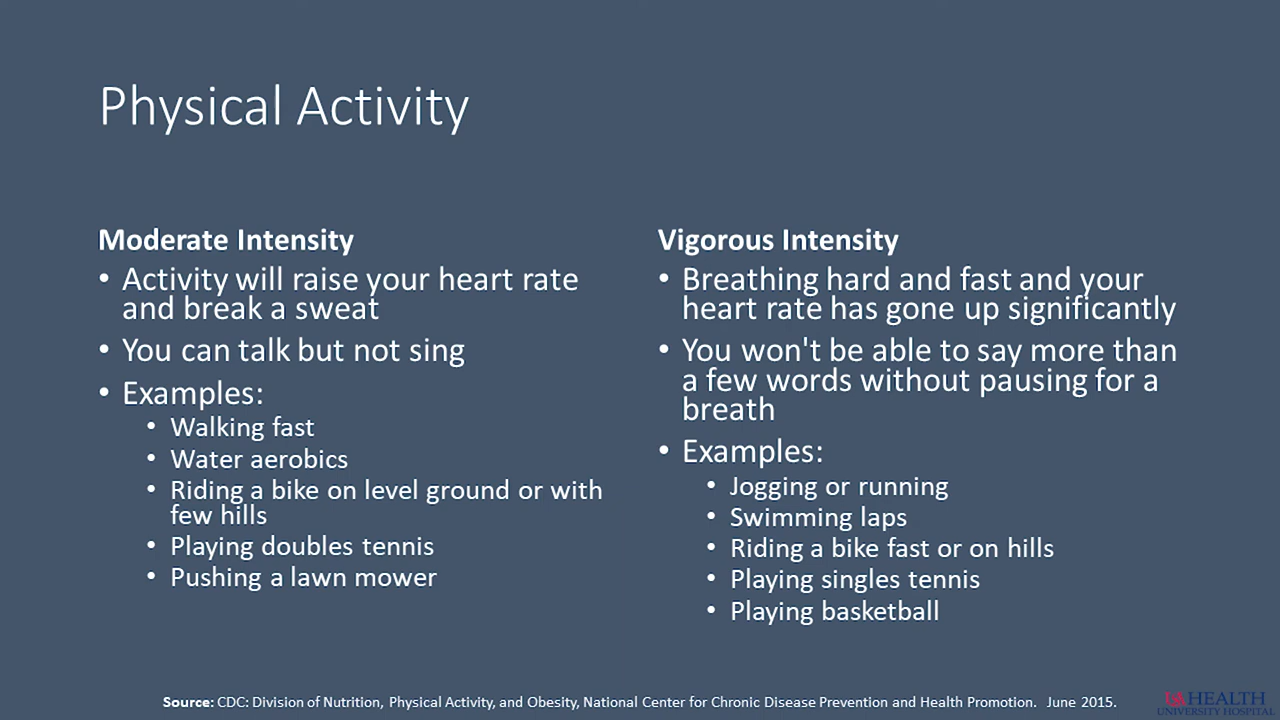 Physical Activity
Moderate Intensity
• Activity will raise your heart rate
and break a sweat
• You can talk but not sing
• Examples:
• Walking fast
• Water aerobics
• Riding a bike on level ground or with
few hills
• Playing doubles tennis
• Pushing a lawn mower
Vigorous Intensity
• Breathing hard and fast and your
heart rate has gone up significantly
• You won't be able to say more than
a few words without pausing for a
breath
• Examples:
• Jogging or running
• Swimming laps
• Riding a bike fast or on hills
• Playing singles tennis
• Playing basketball
Source: CDC: Division of Nutrition, Physical Activity, and Obesity, National Center for Chronic Disease Prevention and Health Promotion. June 2015.
HEALTH
UNIVERSITY HOSPITAL